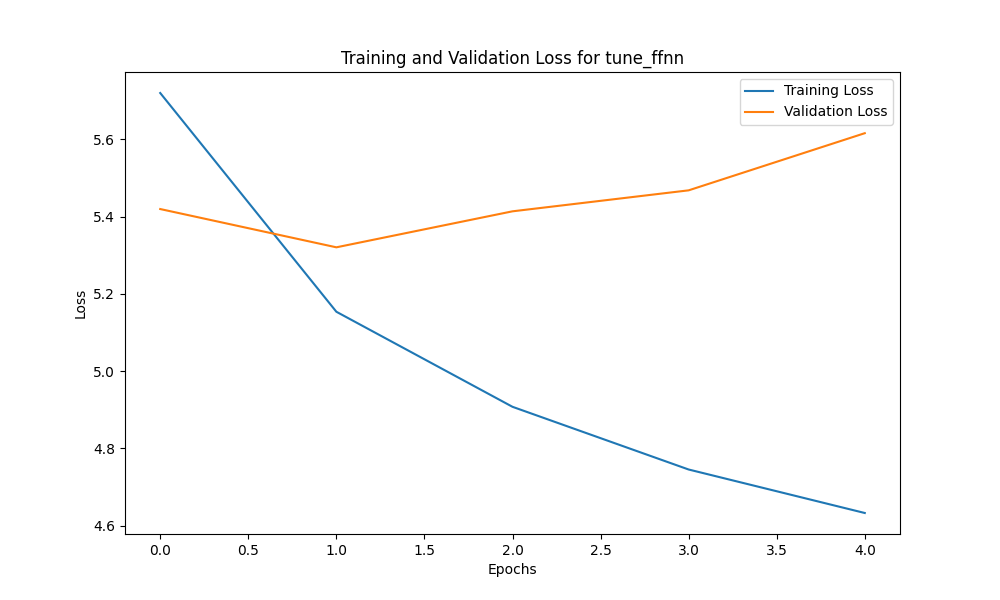 Training and Validation Loss for tune_ffnn
Training Loss
Validation Loss
5.6
5.4
5.2
5.0
4.8
4.6
Loss
0.0 0.5 1.0 1.5 2.0 2.5 3.0 3.5 4.0
Epochs